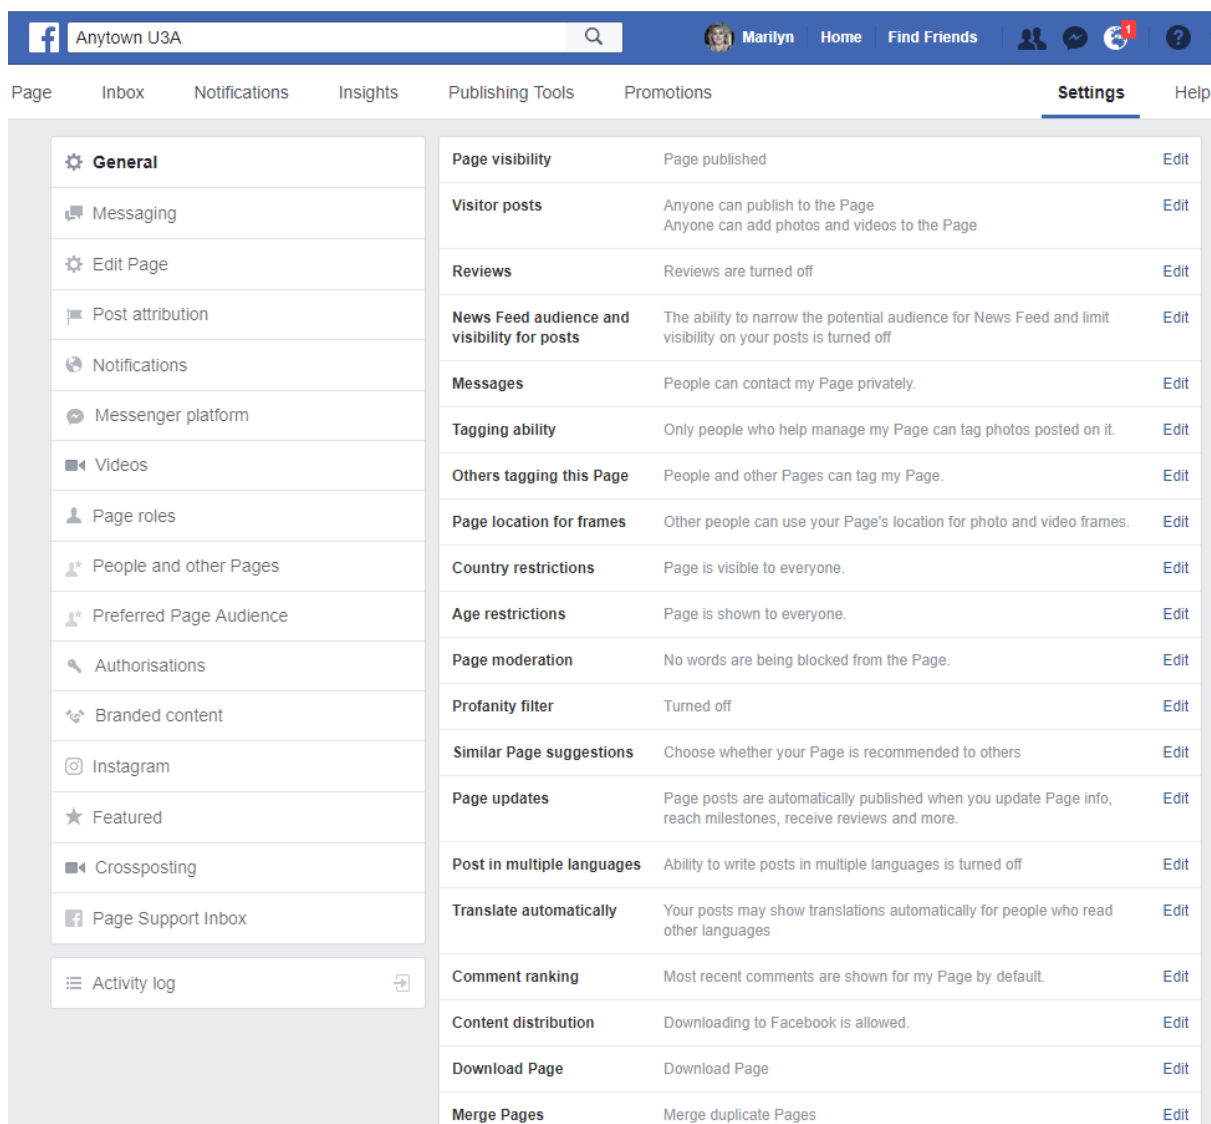 Anytown U3A
Marilyn Home Find Friends 1 ?
Page Inbox Notifications Insights Publishing Tools Promotions Settings Help
General
Messaging
Edit Page
Post attribution
Notifications
Messenger platform
Videos
Page roles
People and other Pages
Preferred Page Audience
Authorisations
Branded content
Instagram
Featured
Crossposting
Page Support Inbox
Activity log
Page visibility Page published Edit
Visitor posts Anyone can publish to the Page Edit
Anyone can add photos and videos to the Page
Reviews Reviews are turned off Edit
News Feed audience and The ability to narrow the potential audience for News Feed and limit Edit
visibility for posts visibility on your posts is turned off
Messages People can contact my Page privately. Edit
Tagging ability Only people who help manage my Page can tag photos posted on it. Edit
Others tagging this Page People and other Pages can tag my Page. Edit
Page location for frames Other people can use your Page's location for photo and video frames. Edit
Country restrictions Page is visible to everyone. Edit
Age restrictions Page is shown to everyone. Edit
Page moderation No words are being blocked from the Page. Edit
Profanity filter Turned off Edit
Similar Page suggestions Choose whether your Page is recommended to others Edit
Page updates Page posts are automatically published when you update Page info, Edit
reach milestones, receive reviews and more.
Post in multiple languages Ability to write posts in multiple languages is turned off Edit
Translate automatically Your posts may show translations automatically for people who read Edit
other languages
Comment ranking Most recent comments are shown for my Page by default. Edit
Content distribution Downloading to Facebook is allowed. Edit
Download Page Download Page Edit
Merge Pages Merge duplicate Pages Edit